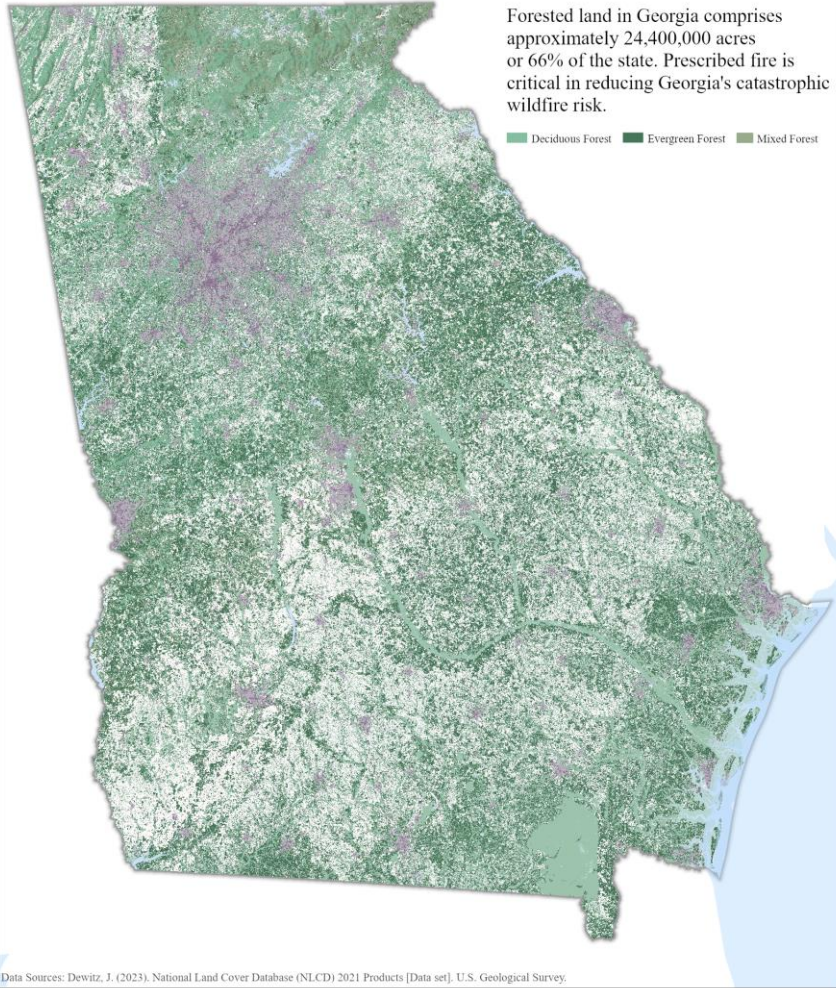 Forested land in Georgia comprises
approximately 24,400,000 acres
or 66% of the state. Prescribed fire is
critical in reducing Georgia's catastrophic
wildfire risk.
Deciduous Forest Evergreen Forest Mixed Forest
Data Sources: Dewitz, J. (2023). National Land Cover Database (NLCD) 2021 Products [Data set]. U.S. Geological Survey.